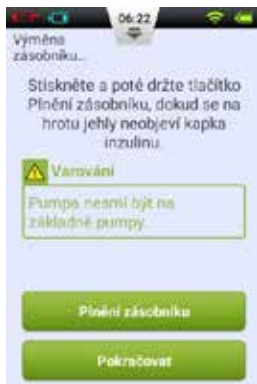 06:22
Výměna
zásobníku...
Stiskněte a poté držte tlačítko
Plnění zásobníku, dokud se na
hrotu jehly neobjeví kapka
inzulinu.
Varování
Pumpa nesmí být na
základně pumpy.
Plnění zásobníku
Pokračovat